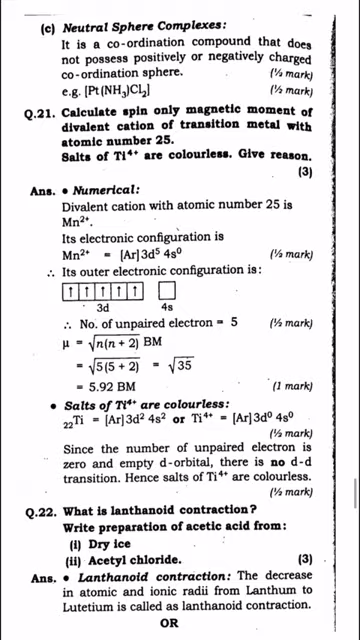 (c) Neutral Sphere Complexes:
It is a co-ordination compound that does
not possess positively or negatively charged
co-ordination sphere. (½ mark)
e.g. [Pt(NH₃)Cl₂] (½ mark)
Q.21. Calculate spin only magnetic moment of
divalent cation of transition metal with
atomic number 25.
Salts of Ti⁴⁺ are colourless. Give reason.
(3)
Ans. • Numerical:
Divalent cation with atomic number 25 is
Mn²⁺.
Its electronic configuration is
Mn²⁺ = [Ar]3d⁵ 4s⁰ (½ mark)
∴ Its outer electronic configuration is:
↑ ↑ ↑ ↑ ↑
3d 4s
∴ No. of unpaired electron = 5 (½ mark)
μ = √n(n + 2) BM
= √5(5 + 2) = √35
= 5.92 BM (1 mark)
• Salts of Ti⁴⁺ are colourless:
₂₂Ti = [Ar]3d² 4s² or Ti⁴⁺ = [Ar]3d⁰ 4s⁰
(½ mark)
Since the number of unpaired electron is
zero and empty d-orbital, there is no d-d
transition. Hence salts of Ti⁴⁺ are colourless.
(½ mark)
Q.22. What is lanthanoid contraction?
Write preparation of acetic acid from:
(i) Dry ice
(ii) Acetyl chloride. (3)
Ans. • Lanthanoid contraction: The decrease
in atomic and ionic radii from Lanthum to
Lutetium is called as lanthanoid contraction.
OR